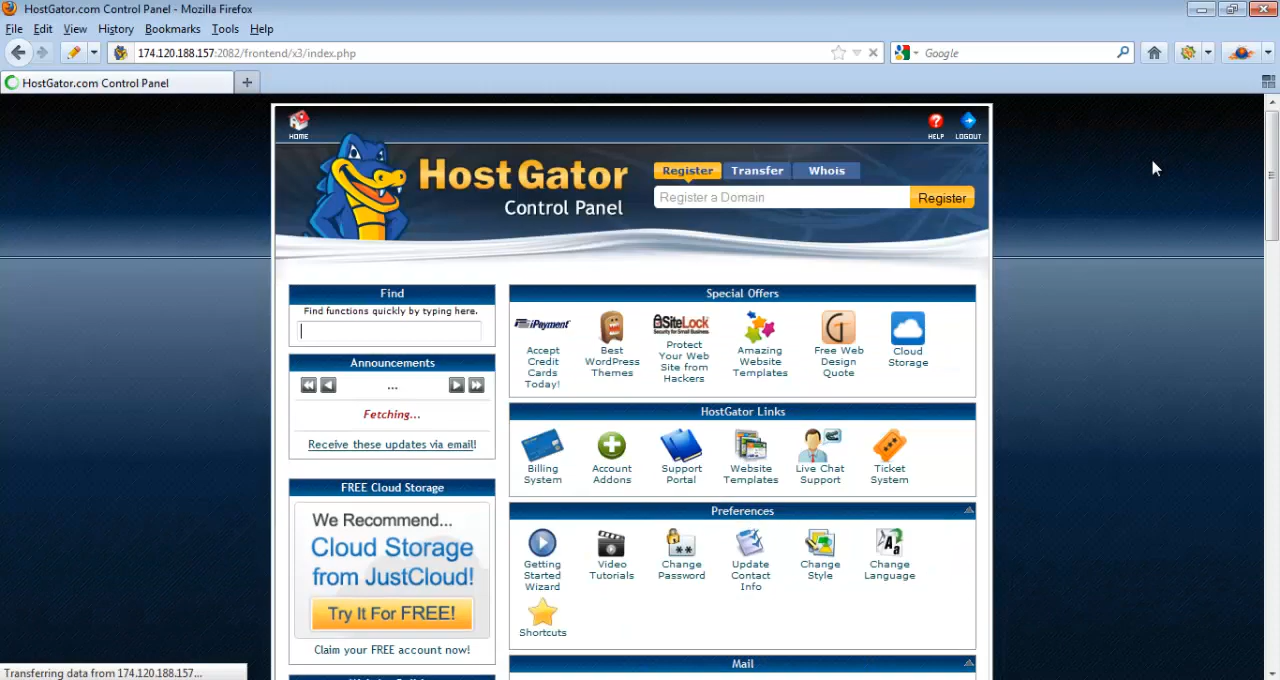 HostGator.com Control Panel - Mozilla Firefox
File Edit View History Bookmarks Tools Help
174.120.188.157:2082/frontend/x3/index.php
Google
HostGator.com Control Panel
HOME
HELP LOGOUT
HostGator
Control Panel
Register Transfer Whois
Register a Domain
Register
Find
Find functions quickly by typing here.
Announcements
...
Fetching...
Receive these updates via email!
FREE Cloud Storage
We Recommend...
Cloud Storage
from JustCloud!
Try It For FREE!
Claim your FREE account now!
Special Offers
iPayment
Accept
Credit
Cards
Today!
Best
WordPress
Themes
SiteLock
Protect
Your Web
Site from
Hackers
Amazing
Website
Templates
G
Free Web
Design
Quote
Cloud
Storage
HostGator Links
Billing
System
Account
Addons
Support
Portal
Website
Templates
Live Chat
Support
Ticket
System
Preferences
Getting
Started
Wizard
Video
Tutorials
**
Change
Password
Update
Contact
Info
Change
Style
Change
Language
Shortcuts
Mail
Transferring data from 174.120.188.157...